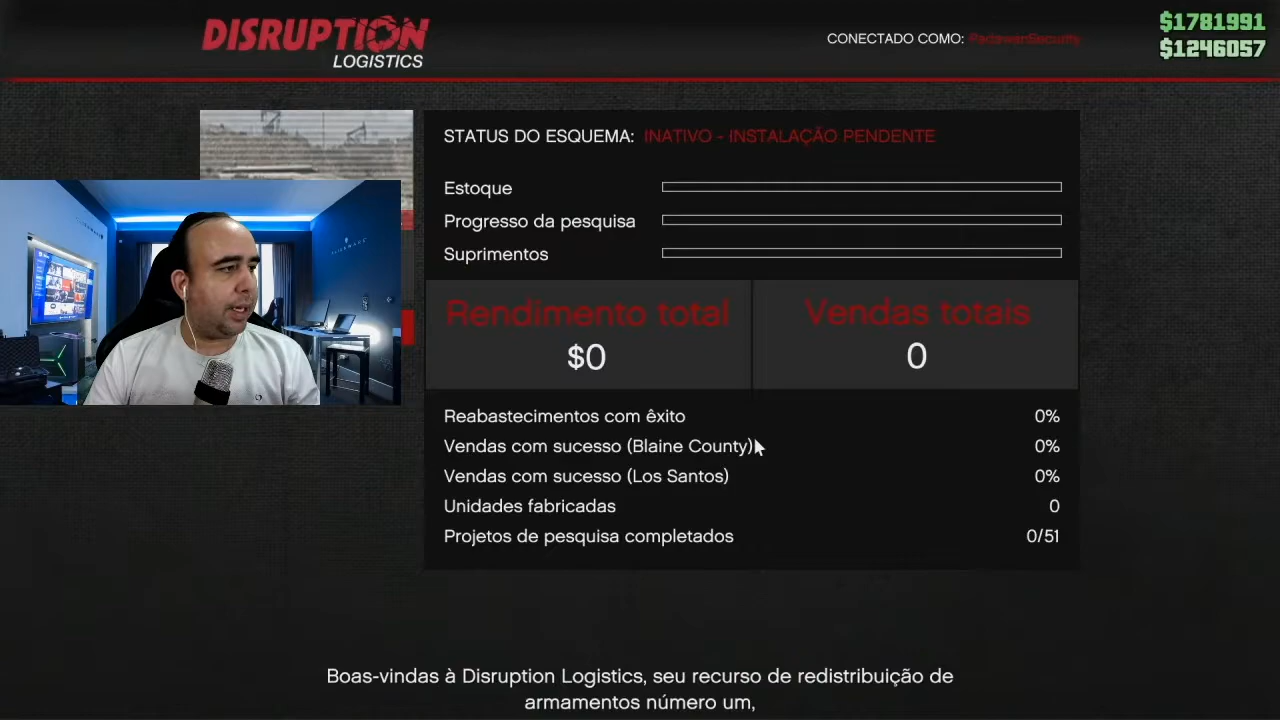 DISRUPTION
LOGISTICS
CONECTADO COMO: PadawanSecurity
$1781991
$1246057
STATUS DO ESQUEMA: INATIVO - INSTALAÇÃO PENDENTE
Estoque
Progresso da pesquisa
Suprimentos
Rendimento total
$0
Vendas totais
0
Reabastecimentos com êxito 0%
Vendas com sucesso (Blaine County) 0%
Vendas com sucesso (Los Santos) 0%
Unidades fabricadas 0
Projetos de pesquisa completados 0/51
Boas-vindas à Disruption Logistics, seu recurso de redistribuição de
armamentos número um,